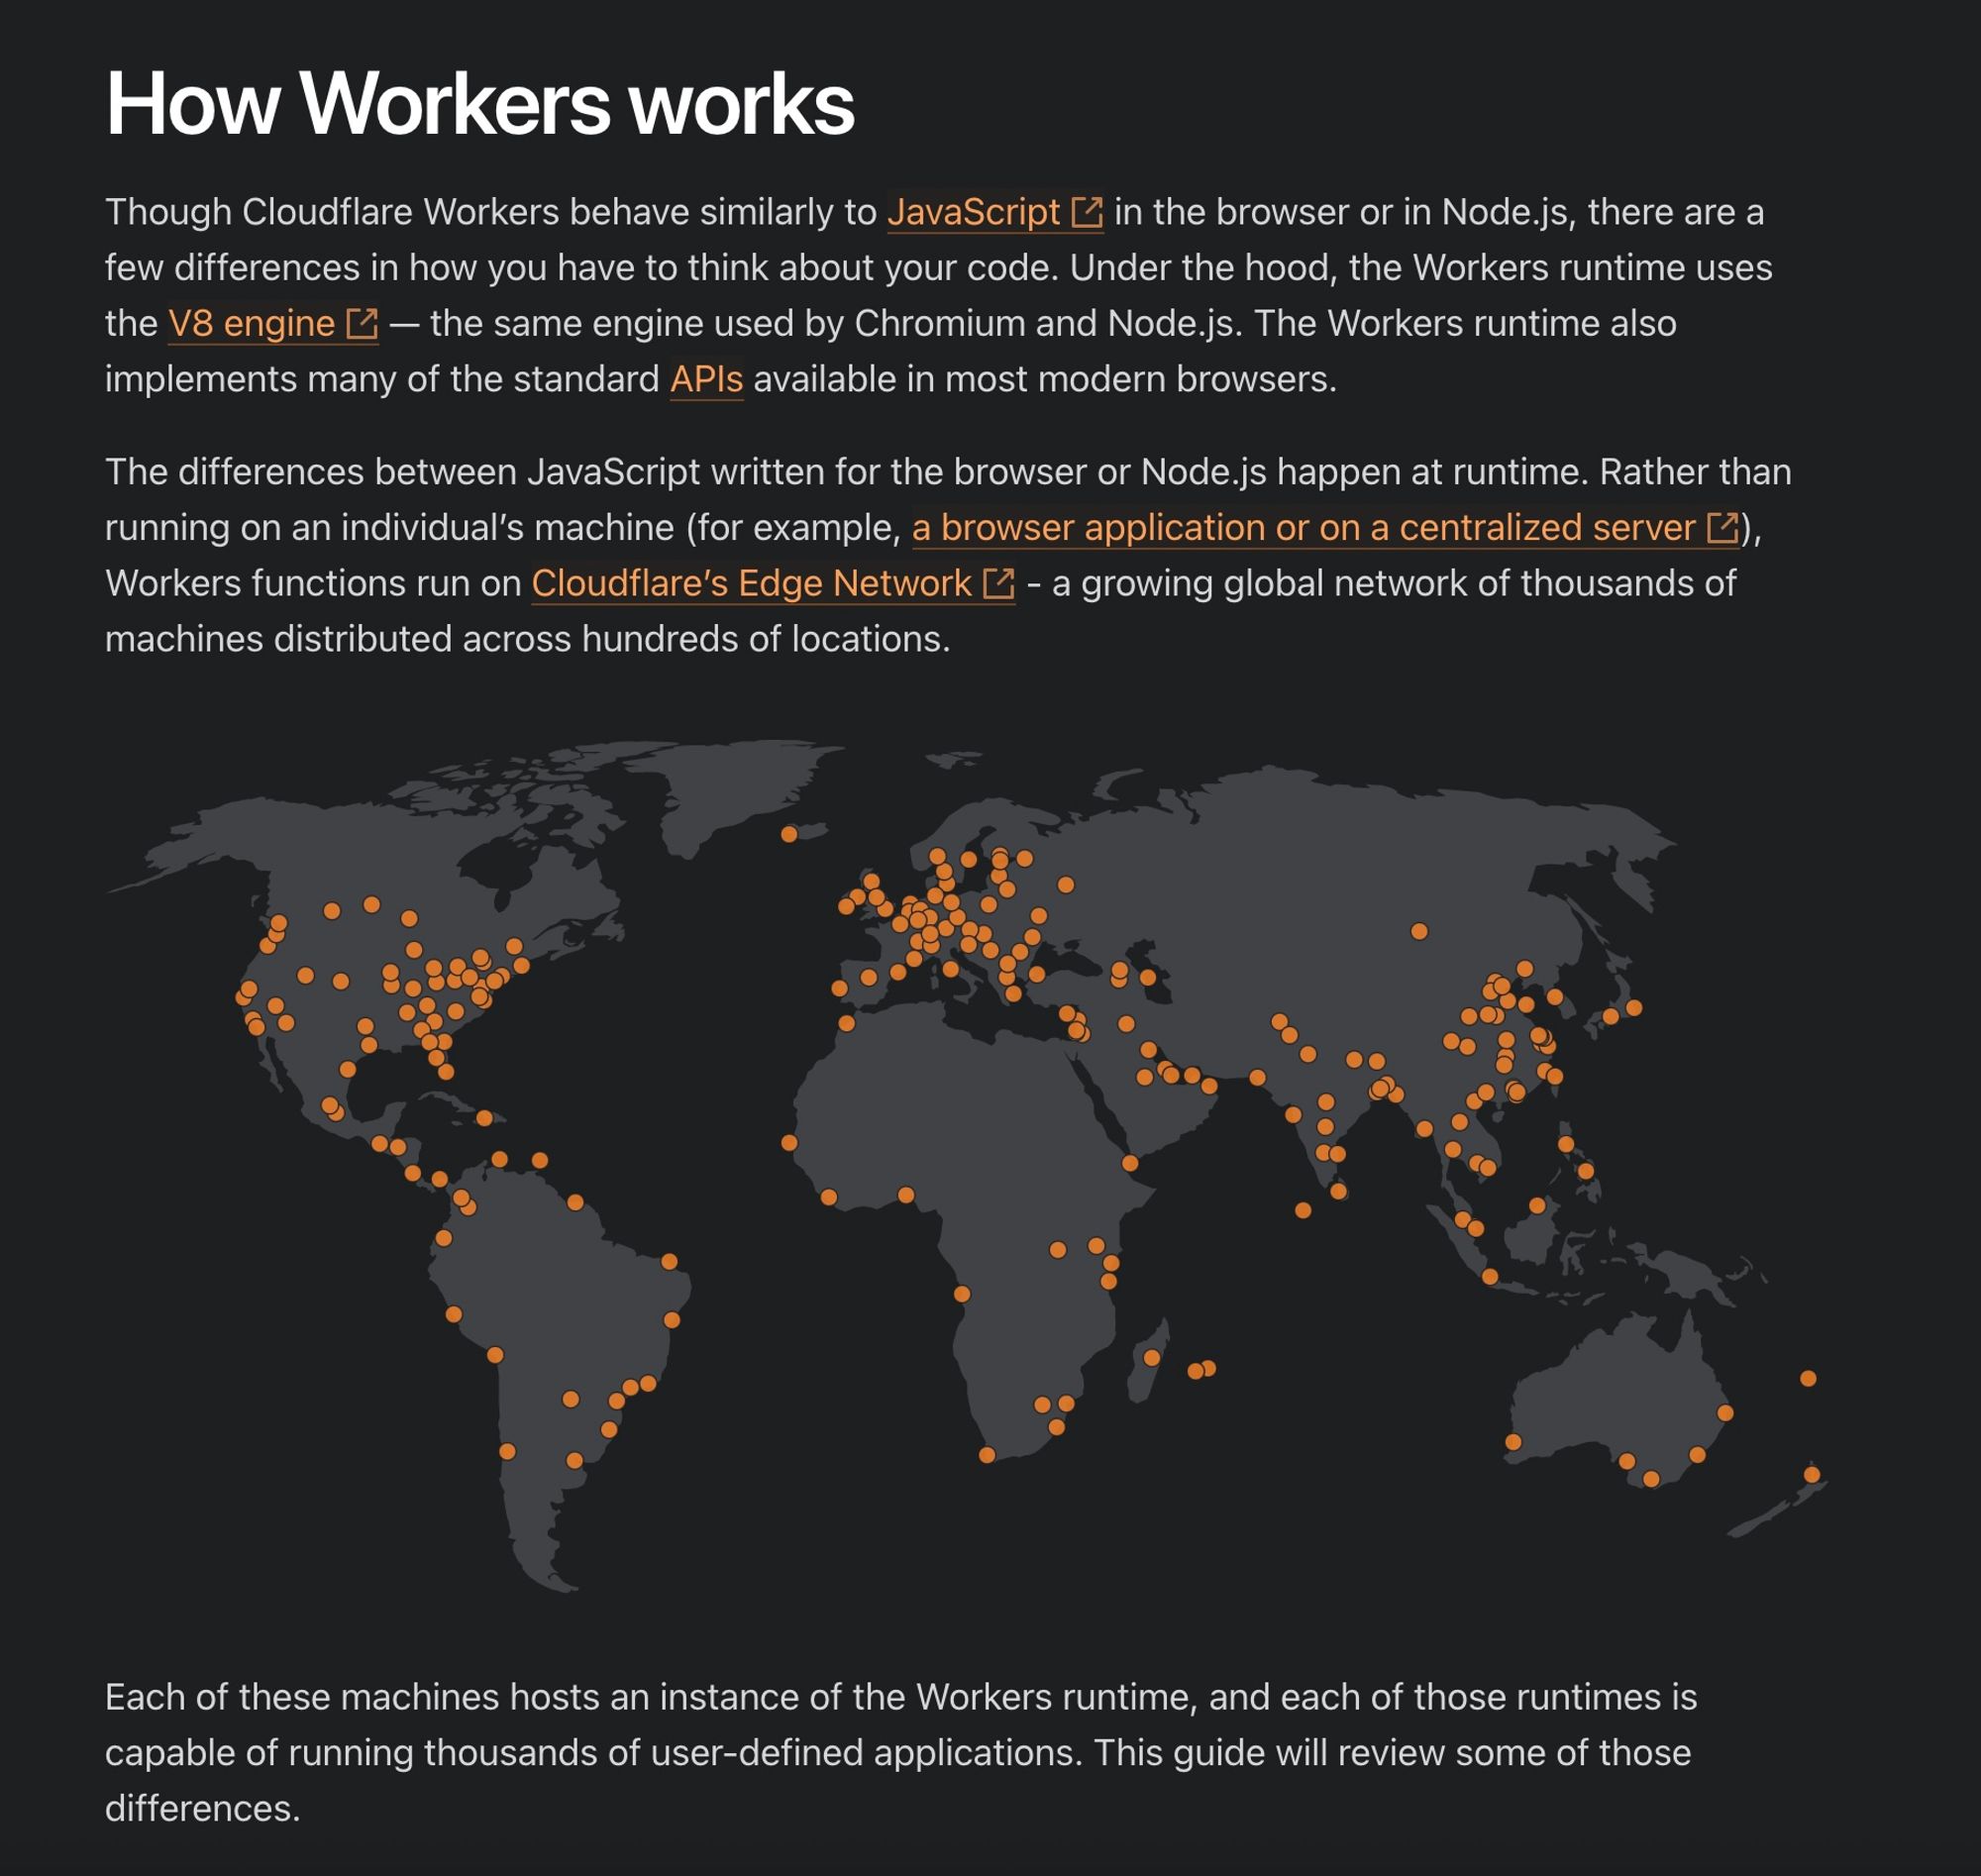 How Workers works
Though Cloudflare Workers behave similarly to JavaScript in the browser or in Node.js, there are a
few differences in how you have to think about your code. Under the hood, the Workers runtime uses
the V8 engine — the same engine used by Chromium and Node.js. The Workers runtime also
implements many of the standard APIs available in most modern browsers.
The differences between JavaScript written for the browser or Node.js happen at runtime. Rather than
running on an individual’s machine (for example, a browser application or on a centralized server),
Workers functions run on Cloudflare’s Edge Network - a growing global network of thousands of
machines distributed across hundreds of locations.
Each of these machines hosts an instance of the Workers runtime, and each of those runtimes is
capable of running thousands of user-defined applications. This guide will review some of those
differences.